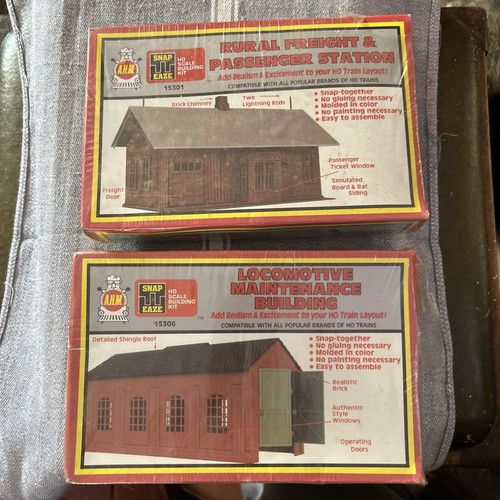 A.H.M
SNAP
EAZE
HO
SCALE
BUILDING
KIT
15301
RURAL FREIGHT &
PASSENGER STATION
Add Realism & Excitement to your HO Train Layout!
COMPATIBLE WITH ALL POPULAR BRANDS OF HO TRAINS
Snap-together
No gluing necessary
Molded in color
No painting necessary
Easy to assemble
Brick Chimney
Two
Lightning Rods
Passenger
Ticket Window
Freight
Door
Simulated
Board & Bat
Siding
A.H.M
SNAP
EAZE
HO
SCALE
BUILDING
KIT
TM
15306
LOCOMOTIVE
MAINTENANCE
BUILDING
Add Realism & Excitement to your HO Train Layout!
COMPATIBLE WITH ALL POPULAR BRANDS OF HO TRAINS
Snap-together
No gluing necessary
Molded in color
No painting necessary
Easy to assemble
Detailed Shingle Roof
Realistic
Brick
Authentic
Style
Windows
Operating
Doors